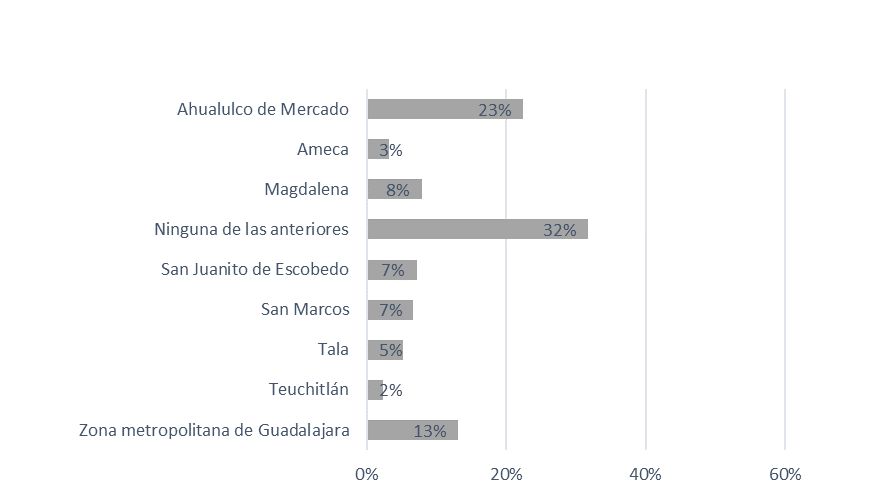 Ahualulco de Mercado 23%
Ameca 3%
Magdalena 8%
Ninguna de las anteriores 32%
San Juanito de Escobedo 7%
San Marcos 7%
Tala 5%
Teuchitlán 2%
Zona metropolitana de Guadalajara 13%
0% 20% 40% 60%